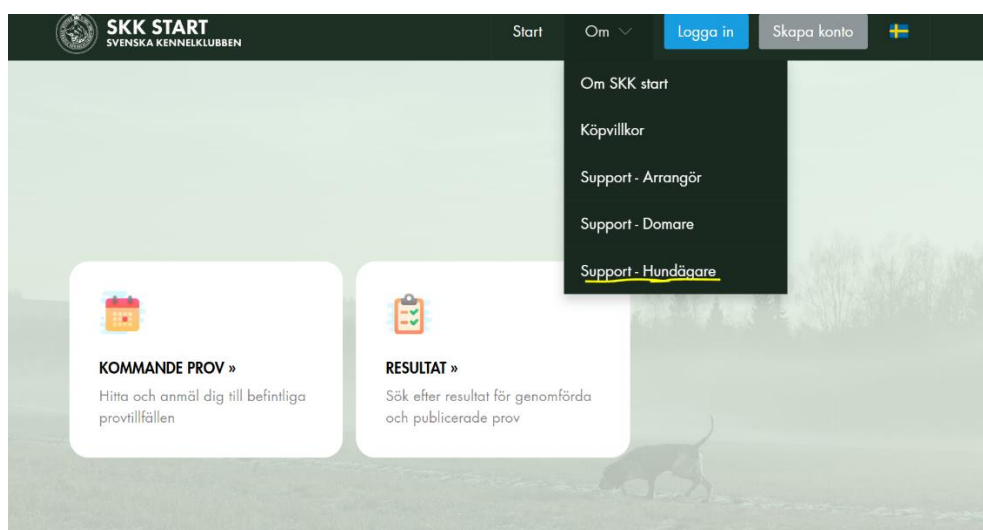 SKK START
SVENSKA KENNELKLUBBEN
Start
Om
Logga in
Skapa konto
Om SKK start
Köpvillkor
Support - Arrangör
Support - Domare
Support - Hundägare
KOMMANDE PROV »
Hitta och anmäl dig till befintliga
provtillfällen
RESULTAT »
Sök efter resultat för genomförda
och publicerade prov